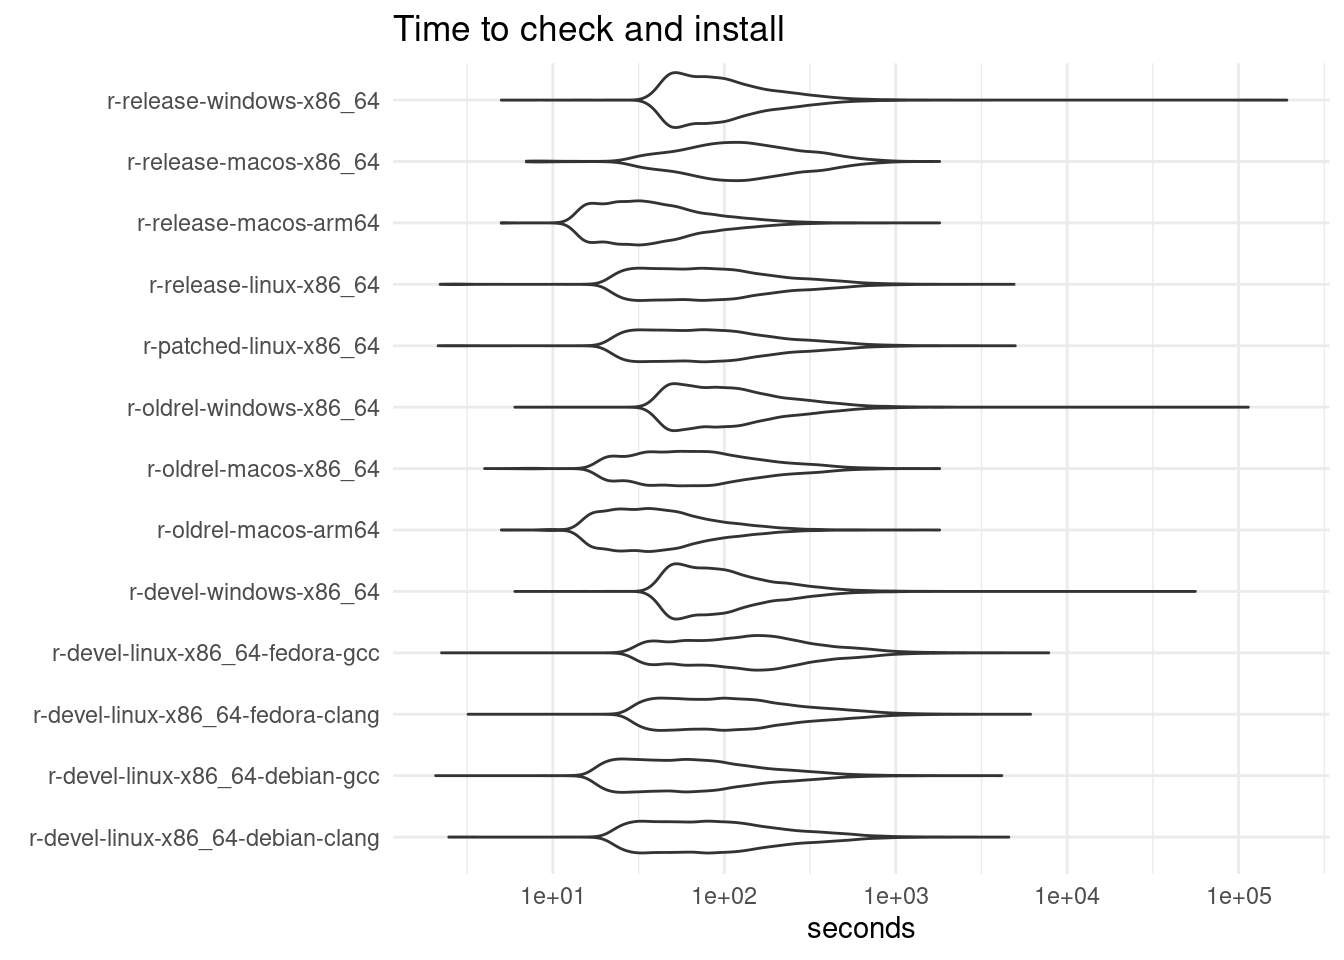 Time to check and install
r-release-windows-x86_64
r-release-macos-x86_64
r-release-macos-arm64
r-release-linux-x86_64
r-patched-linux-x86_64
r-oldrel-windows-x86_64
r-oldrel-macos-x86_64
r-oldrel-macos-arm64
r-devel-windows-x86_64
r-devel-linux-x86_64-fedora-gcc
r-devel-linux-x86_64-fedora-clang
r-devel-linux-x86_64-debian-gcc
r-devel-linux-x86_64-debian-clang
1e+01 1e+02 1e+03 1e+04 1e+05
seconds